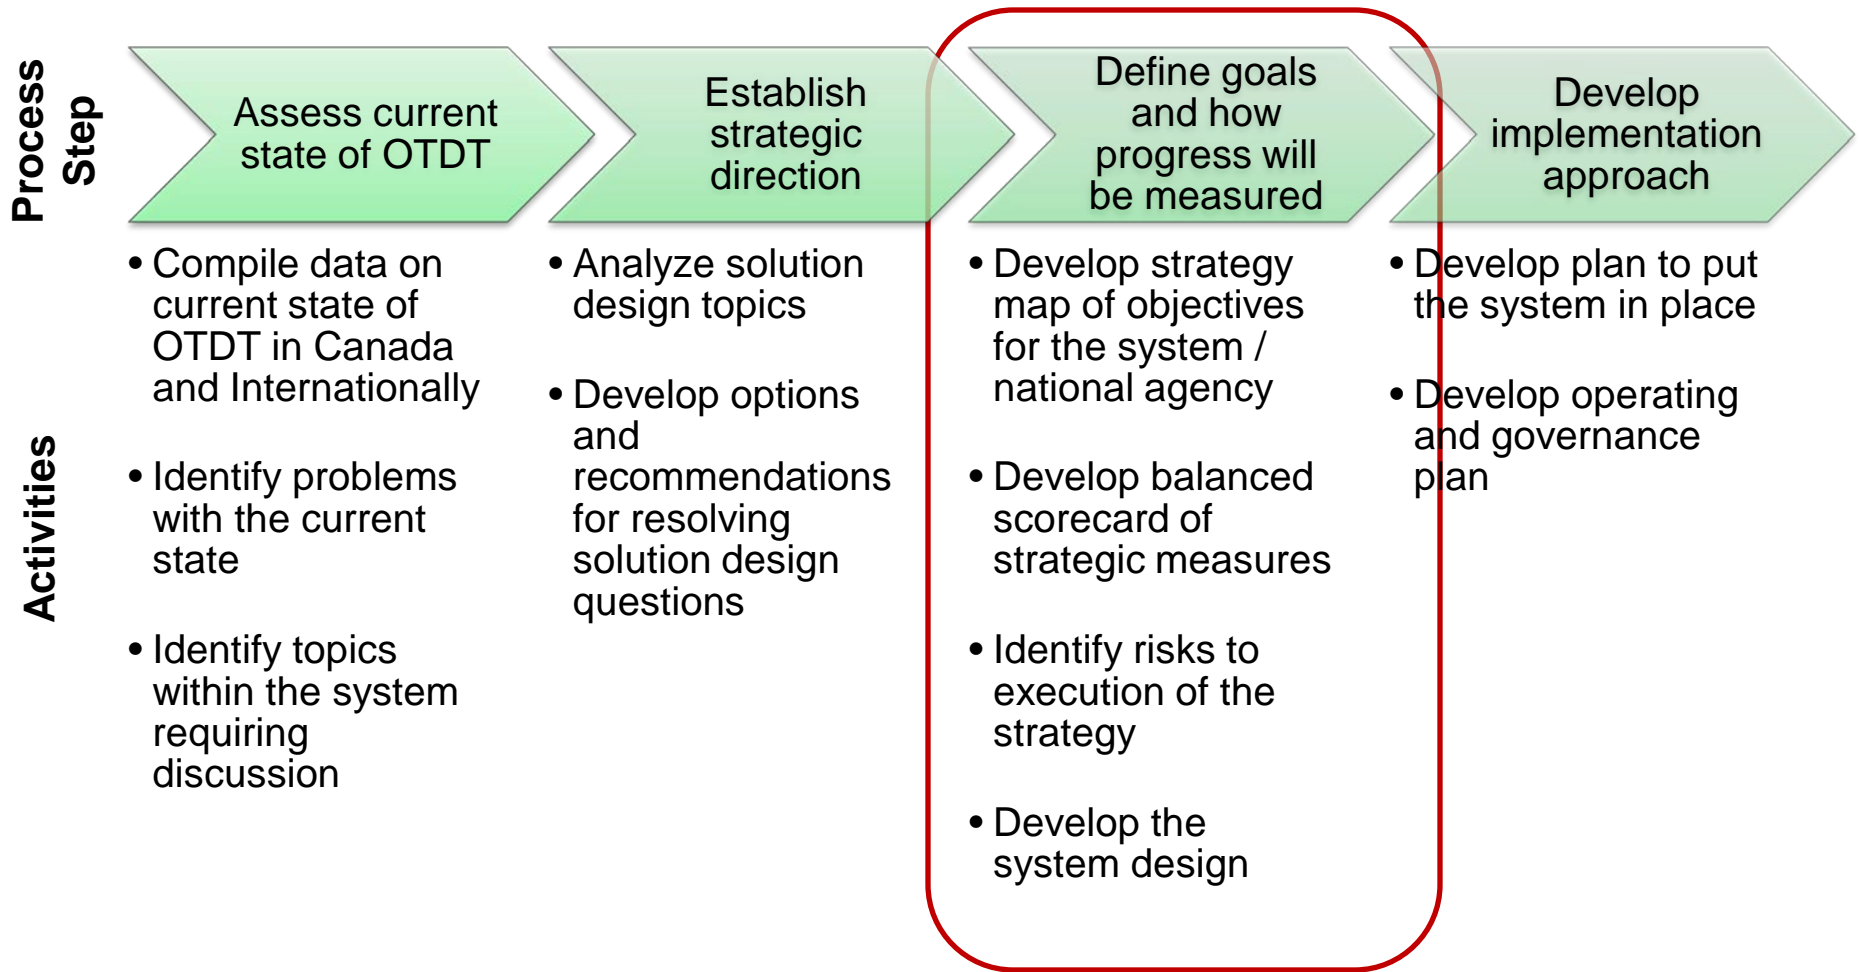 Process
Step
Assess current
state of OTDT
Establish
strategic
direction
Define goals
and how
progress will
be measured
Develop
implementation
approach
Activities
• Compile data on
current state of
OTDT in Canada
and Internationally
• Identify problems
with the current
state
• Identify topics
within the system
requiring
discussion
• Analyze solution
design topics
• Develop options
and
recommendations
for resolving
solution design
questions
• Develop strategy
map of objectives
for the system /
national agency
• Develop balanced
scorecard of
strategic measures
• Identify risks to
execution of the
strategy
• Develop the
system design
• Develop plan to put
the system in place
• Develop operating
and governance
plan